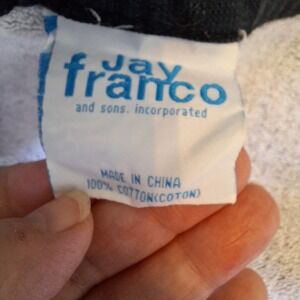 Jay
franco
and sons. incorporated
MADE IN CHINA
100% COTTON(COTON)